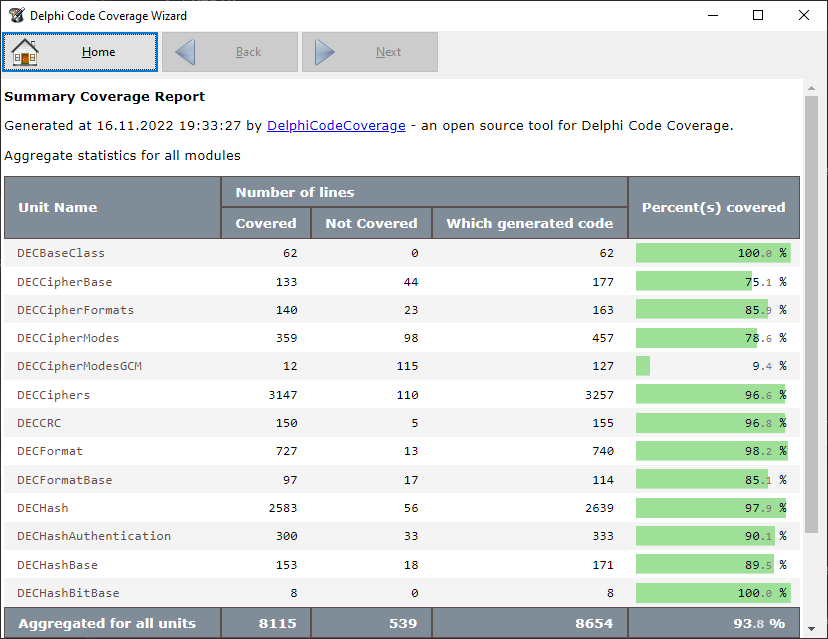 Delphi Code Coverage Wizard
Home Back Next
Summary Coverage Report
Generated at 16.11.2022 19:33:27 by DelphiCodeCoverage - an open source tool for Delphi Code Coverage.
Aggregate statistics for all modules
Unit Name Number of lines Percent(s) covered
Covered Not Covered Which generated code
DECBaseClass 62 0 62 100.0 %
DECCipherBase 133 44 177 75.1 %
DECCipherFormats 140 23 163 85.9 %
DECCipherModes 359 98 457 78.6 %
DECCipherModesGCM 12 115 127 9.4 %
DECCiphers 3147 110 3257 96.6 %
DECCRC 150 5 155 96.8 %
DECFormat 727 13 740 98.2 %
DECFormatBase 97 17 114 85.1 %
DECHash 2583 56 2639 97.9 %
DECHashAuthentication 300 33 333 90.1 %
DECHashBase 153 18 171 89.5 %
DECHashBitBase 8 0 8 100.0 %
Aggregated for all units 8115 539 8654 93.8 %